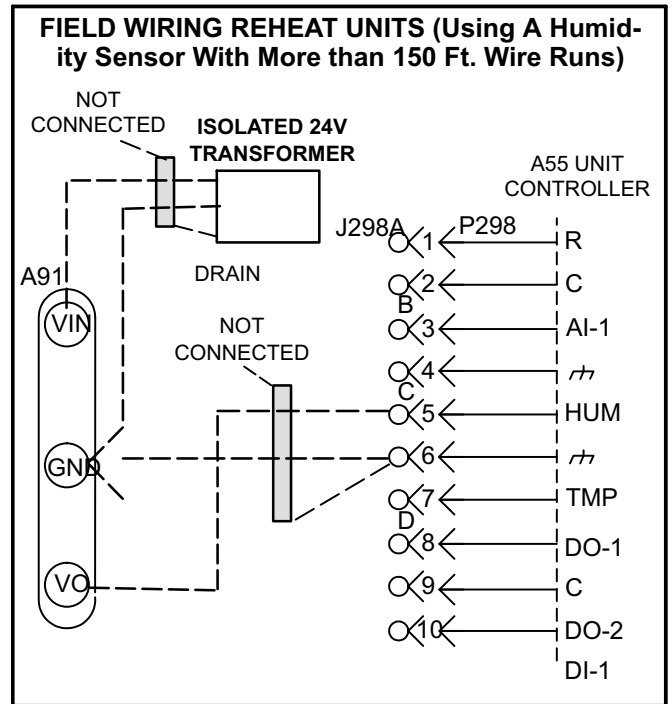 FIELD WIRING REHEAT UNITS (Using A Humid-
ity Sensor With More than 150 Ft. Wire Runs)
NOT
CONNECTED
ISOLATED 24V
TRANSFORMER
A55 UNIT
CONTROLLER
J298A
P298
1
R
A91
DRAIN
2
C
B
VIN
3
AI-1
NOT
CONNECTED
4
C
5
HUM
GND
6
7
TMP
D
8
DO-1
VO
9
C
10
DO-2
DI-1